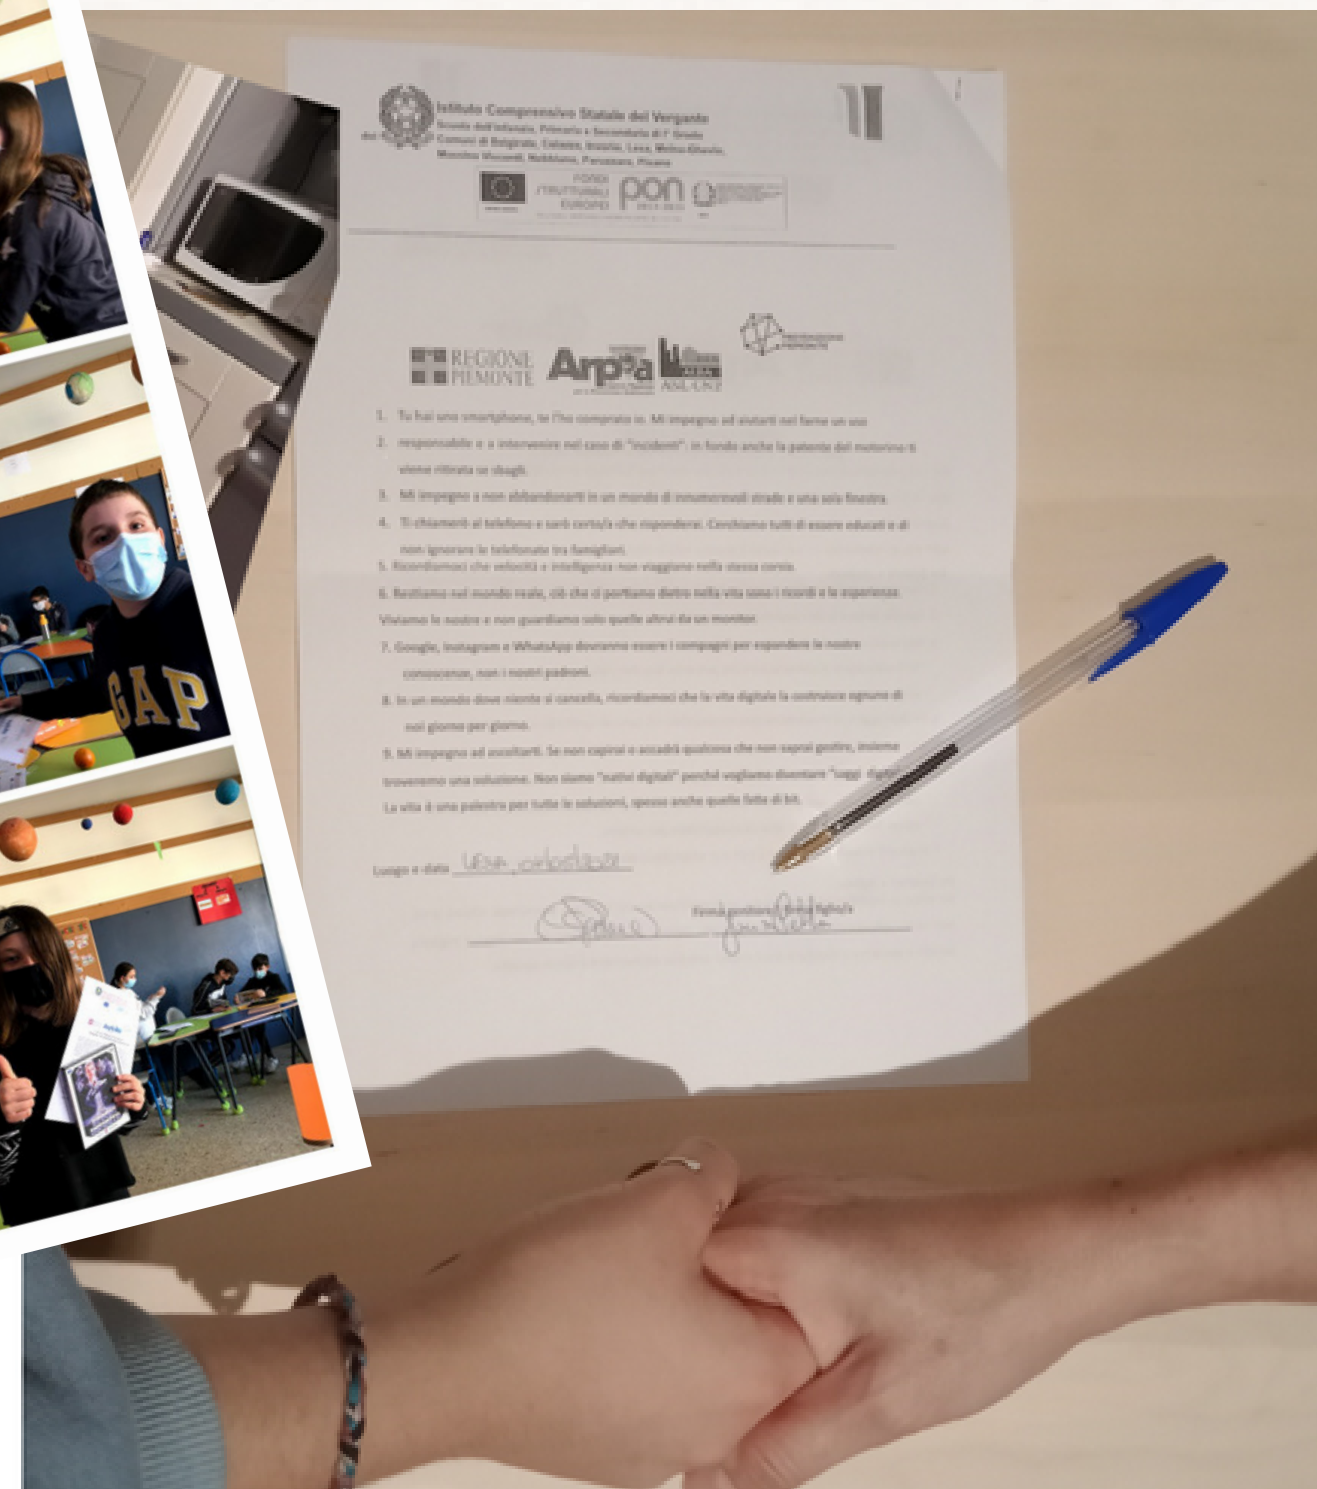 Istituto Comprensivo Statale del Vergante
Scuola dell'Infanzia, Primaria e Secondaria di I° Grado
Comuni di Belgirate, Colazza, Invorio, Lesa, Meina-Ghevio,
Massino Visconti, Nebbiuno, Paruzzaro, Pisano
FONDI
STRUTTURALI
EUROPEI
pon
2014-2020
REGIONE
PIEMONTE
Arpa
ASL CN2
1. Tu hai uno smartphone, te l'ho comprato io. Mi impegno ad aiutarti nel farne un uso
2. responsabile e a intervenire nel caso di "incidenti": in fondo anche la patente del motorino ti
viene ritirata se sbagli.
3. Mi impegno a non abbandonarti in un mondo di innumerevoli strade e una sola finestra.
4. Ti chiamerò al telefono e sarò certo/a che risponderai. Cerchiamo tutti di essere educati e di
non ignorare le telefonate tra famigliari.
5. Ricordiamoci che velocità e intelligenza non viaggiano nella stessa corsia.
6. Restiamo nel mondo reale, ciò che ci portiamo dietro nella vita sono i ricordi e le esperienze.
Viviamo le nostre e non guardiamo solo quelle altrui da un monitor.
7. Google, Instagram e WhatsApp dovranno essere i compagni per espandere le nostre
conoscenze, non i nostri padroni.
8. In un mondo dove niente si cancella, ricordiamoci che la vita digitale la costruisce ognuno di
noi giorno per giorno.
9. Mi impegno ad ascoltarti. Se non capirai o accadrà qualcosa che non saprai gestire, insieme
troveremo una soluzione. Non siamo "nativi digitali" perché vogliamo diventare "saggi
La vita è una palestra per tutte le soluzioni, spesso anche quelle fatte di bit.
Luogo e data LESA,
Firma genitore/ firma figlio/a
GAP